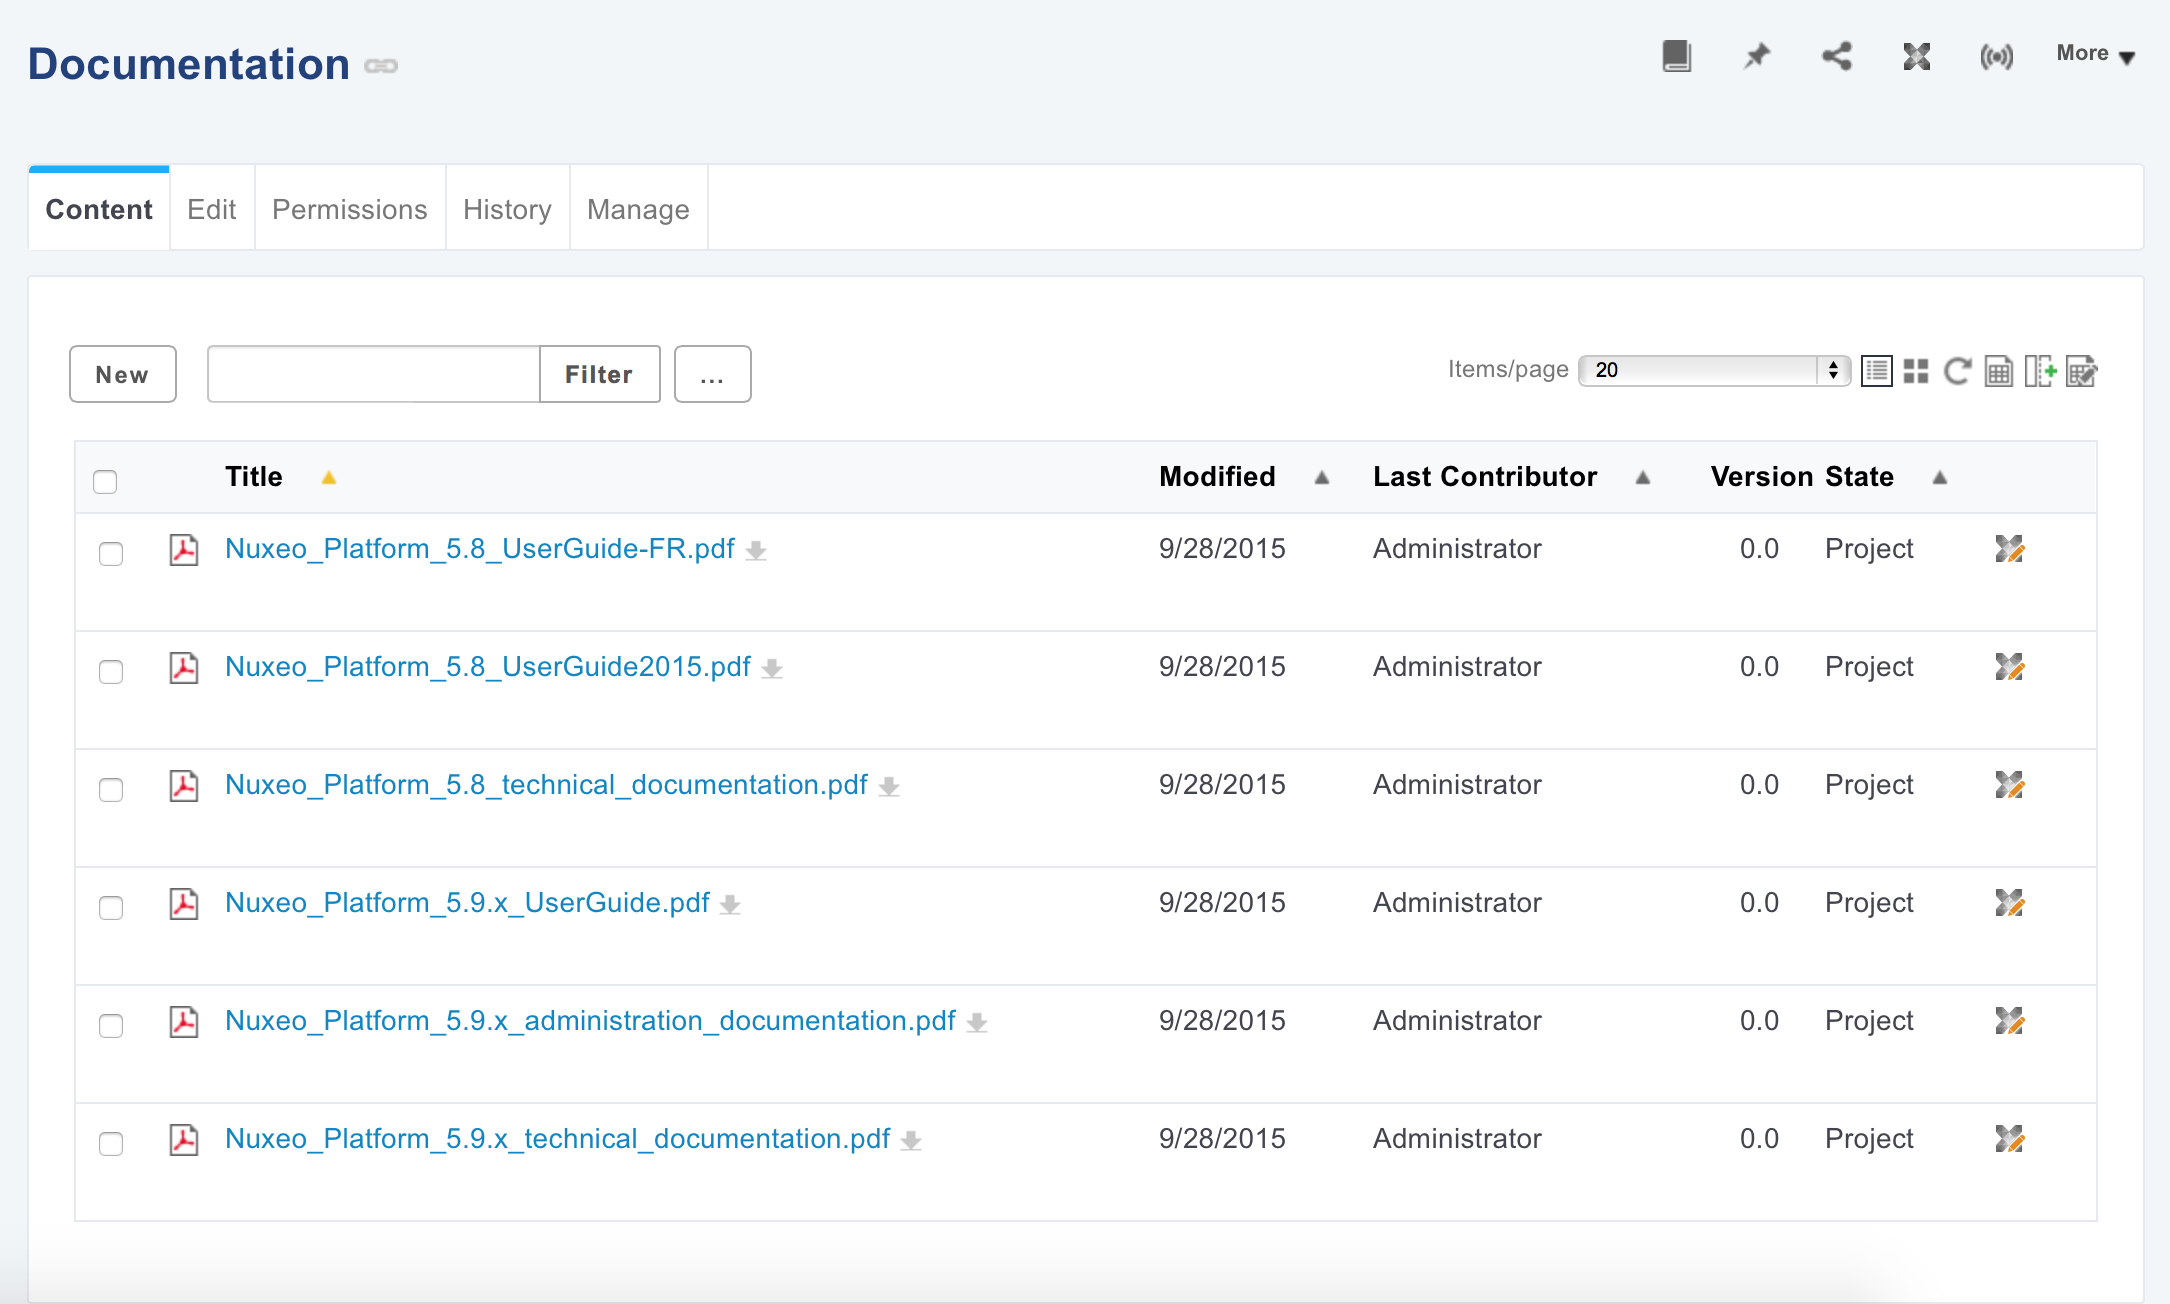 Documentation
More
Content Edit Permissions History Manage
New Filter ... Items/page 20
Title Modified Last Contributor Version State
Nuxeo_Platform_5.8_UserGuide-FR.pdf 9/28/2015 Administrator 0.0 Project
Nuxeo_Platform_5.8_UserGuide2015.pdf 9/28/2015 Administrator 0.0 Project
Nuxeo_Platform_5.8_technical_documentation.pdf 9/28/2015 Administrator 0.0 Project
Nuxeo_Platform_5.9.x_UserGuide.pdf 9/28/2015 Administrator 0.0 Project
Nuxeo_Platform_5.9.x_administration_documentation.pdf 9/28/2015 Administrator 0.0 Project
Nuxeo_Platform_5.9.x_technical_documentation.pdf 9/28/2015 Administrator 0.0 Project